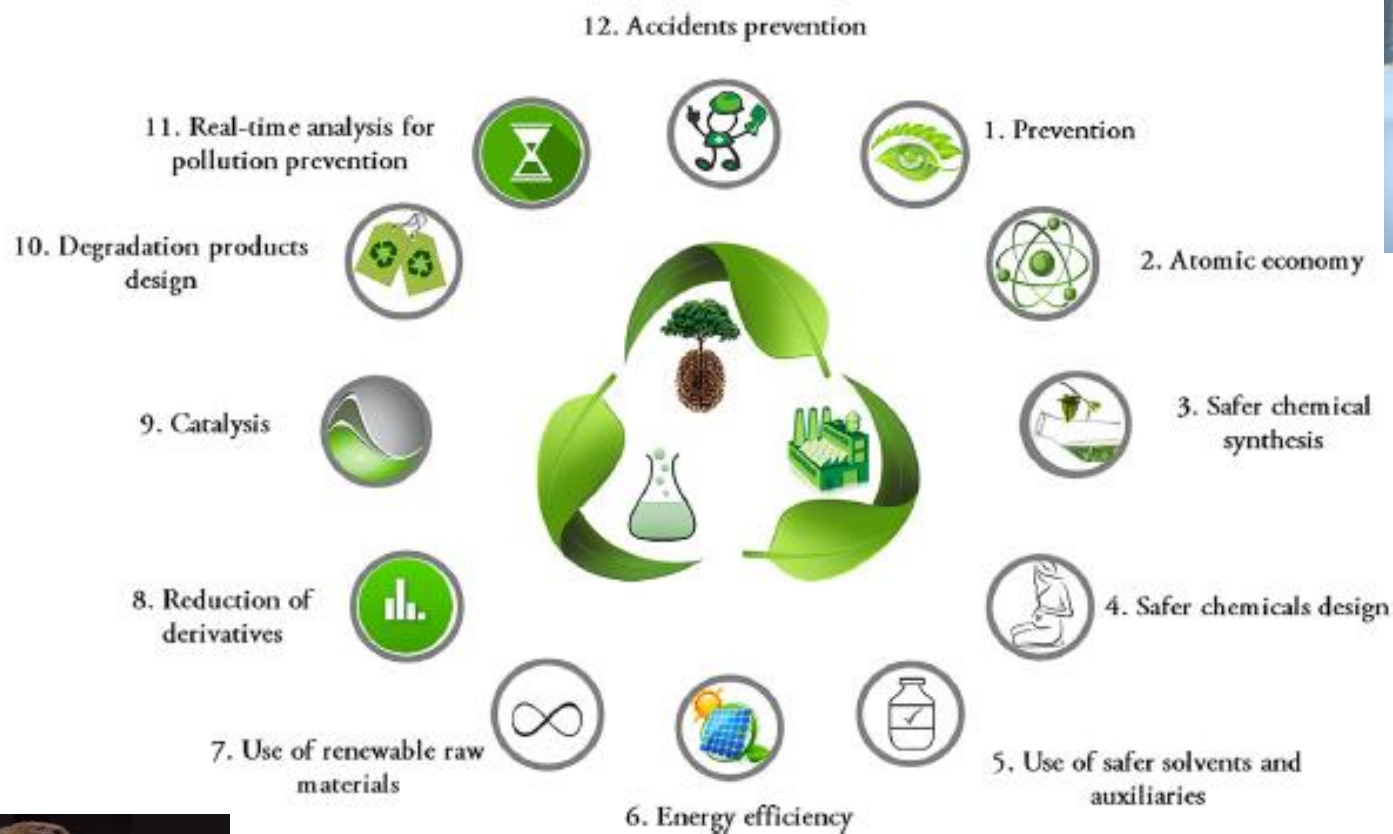 12. Accidents prevention
1. Prevention
2. Atomic economy
3. Safer chemical
synthesis
4. Safer chemicals design
5. Use of safer solvents and
auxiliaries
6. Energy efficiency
7. Use of renewable raw
materials
8. Reduction of
derivatives
9. Catalysis
10. Degradation products
design
11. Real-time analysis for
pollution prevention